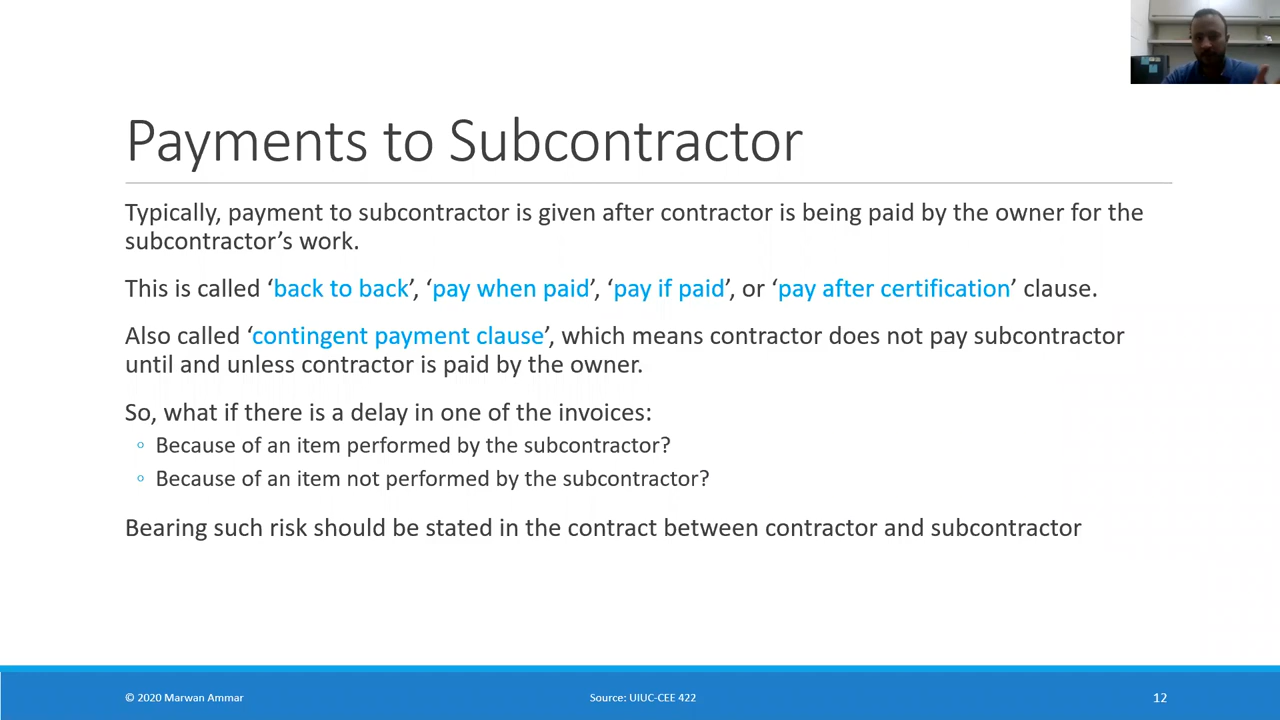 Payments to Subcontractor
Typically, payment to subcontractor is given after contractor is being paid by the owner for the
subcontractor’s work.
This is called ‘back to back’, ‘pay when paid’, ‘pay if paid’, or ‘pay after certification’ clause.
Also called ‘contingent payment clause’, which means contractor does not pay subcontractor
until and unless contractor is paid by the owner.
So, what if there is a delay in one of the invoices:
◦ Because of an item performed by the subcontractor?
◦ Because of an item not performed by the subcontractor?
Bearing such risk should be stated in the contract between contractor and subcontractor
© 2020 Marwan Ammar
Source: UIUC-CEE 422
12